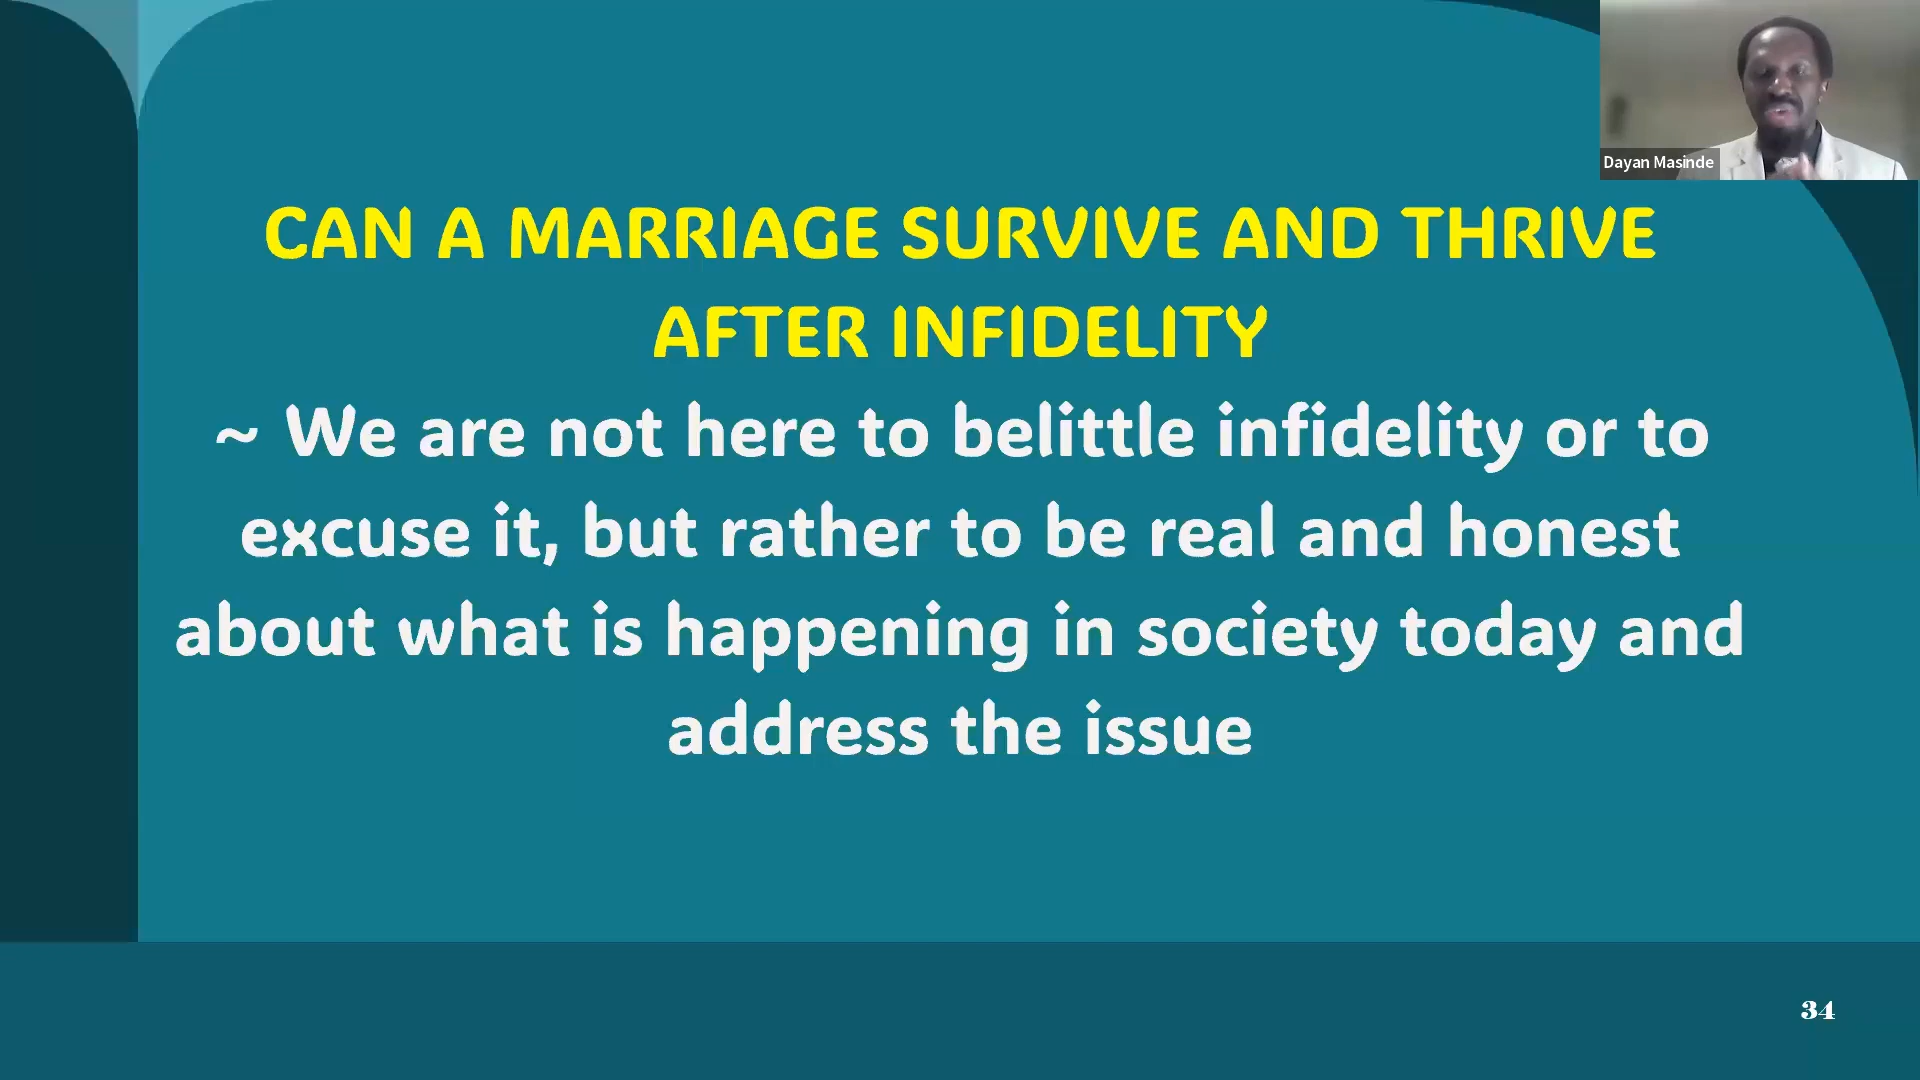 Dayan Masinde
CAN A MARRIAGE SURVIVE AND THRIVE
AFTER INFIDELITY
~ We are not here to belittle infidelity or to
excuse it, but rather to be real and honest
about what is happening in society today and
address the issue
34